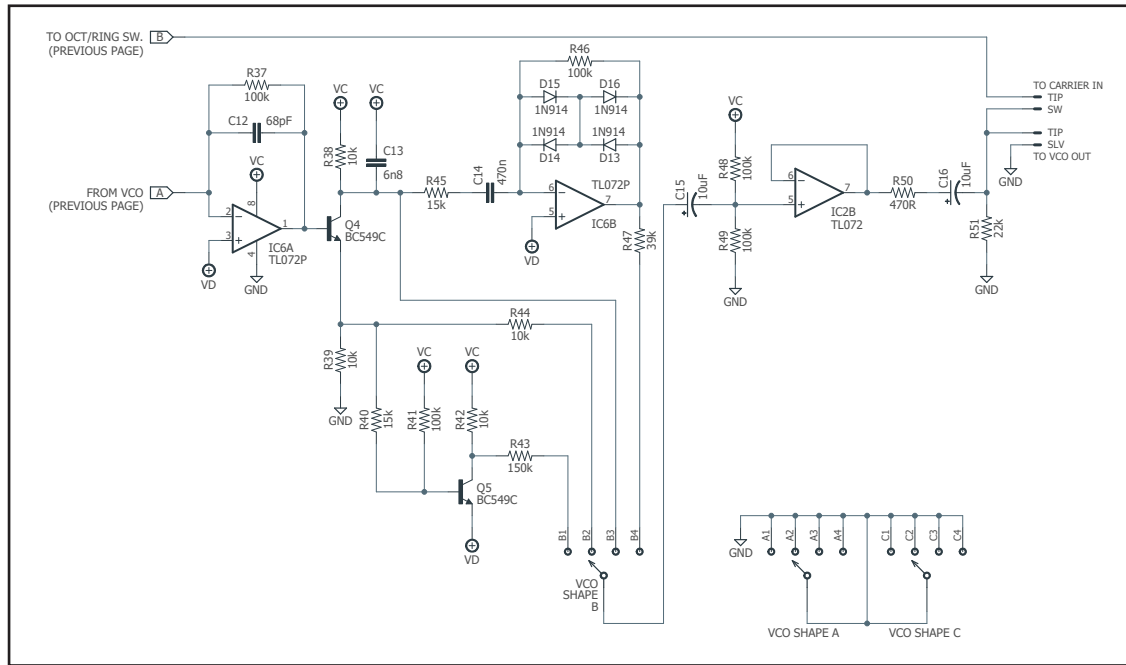 TO OCT/RING SW.
(PREVIOUS PAGE)
B
R37
100k
C12
68pF
VC
FROM VCO
(PREVIOUS PAGE)
A
8
2
3
1
4
IC6A
TL072P
VD
GND
VC
R38
10k
VC
C13
6n8
Q4
BC549C
R45
15k
C14
470n
R46
100k
D15
1N914
D16
1N914
1N914
D14
1N914
D13
6
5
7
TL072P
IC6B
VD
R47
39k
C15
10uF
VC
R48
100k
R49
100k
GND
6
5
7
IC2B
TL072
R50
470R
C16
10uF
R51
22k
GND
TO CARRIER IN
TIP
SW
TIP
SLV
TO VCO OUT
GND
R39
10k
GND
R44
10k
R40
15k
VC
R41
100k
VC
R42
10k
R43
150k
Q5
BC549C
VD
B1
B2
B3
B4
VCO
SHAPE
B
GND
A1
A2
A3
A4
C1
C2
C3
C4
VCO SHAPE A
VCO SHAPE C